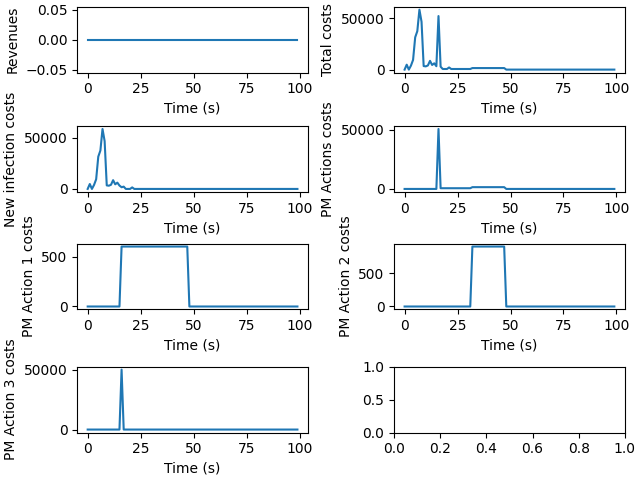 Revenues
0.05
0.00
−0.05
0 25 50 75 100
Time (s)
Total costs
50000
0
0 25 50 75 100
Time (s)
New infection costs
50000
0
0 25 50 75 100
Time (s)
PM Actions costs
50000
0
0 25 50 75 100
Time (s)
PM Action 1 costs
500
0
0 25 50 75 100
Time (s)
PM Action 2 costs
500
0
0 25 50 75 100
Time (s)
PM Action 3 costs
50000
0
0 25 50 75 100
Time (s)
1.0
0.5
0.0
0.0 0.2 0.4 0.6 0.8 1.0